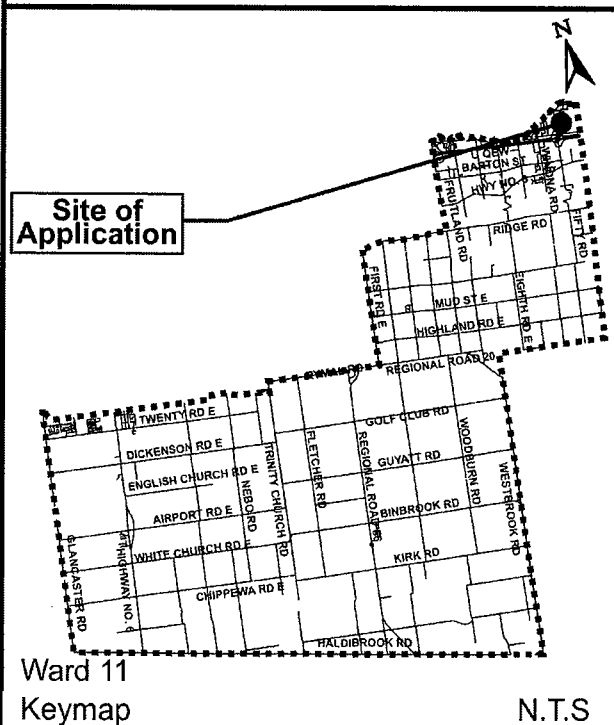 N
Site of
Application
QEW
BARTON ST
HWY NO. 8
WINONA RD
FRUITLAND RD
FIFTY RD
RIDGE RD
FIRST RD E
MUD ST E
EIGHTH RD E
HIGHLAND RD E
REGIONAL ROAD 20
TWENTY RD E
GOLF CLUB RD
DICKENSON RD E
TRINITY CHURCH RD
FLETCHER RD
REGIONAL ROAD 56
GUYATT RD
WOODBURN RD
WESTBROOK RD
ENGLISH CHURCH RD E
NEBO RD
AIRPORT RD E
BINBROOK RD
WHITE CHURCH RD E
KIRK RD
GLANCASTER RD
HIGHWAY NO. 6
CHIPPEWA RD E
HALDIBROOK RD
Ward 11
Keymap
N.T.S